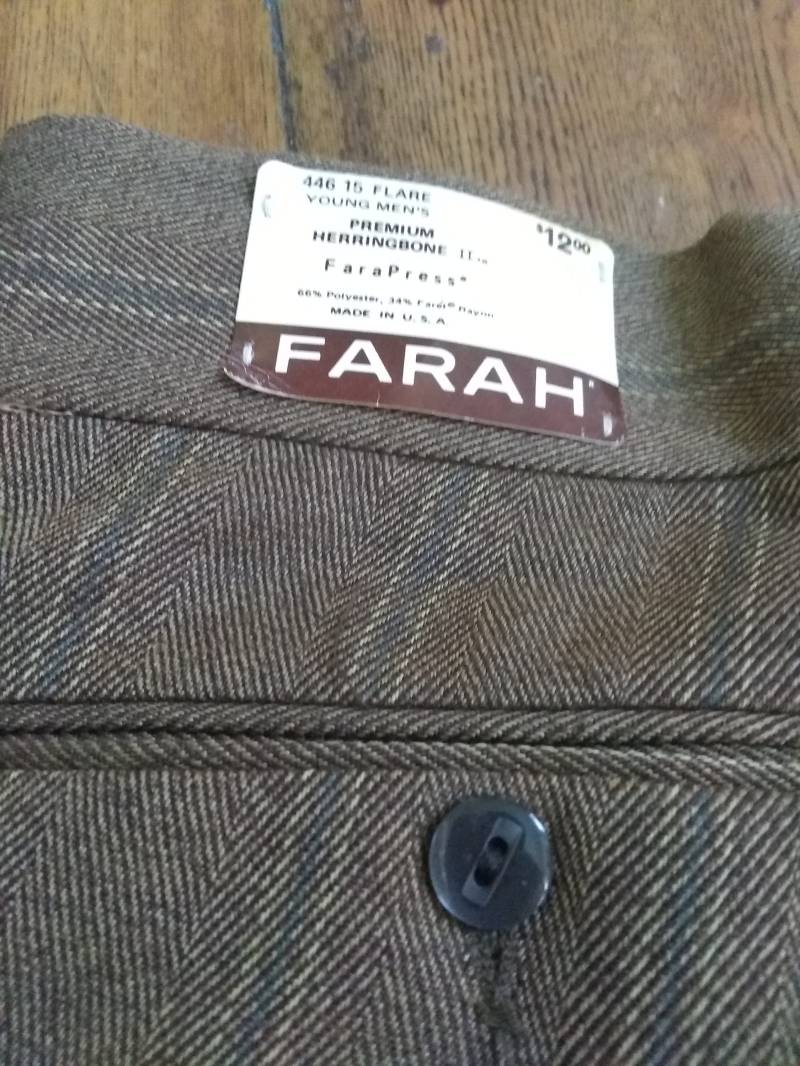 446 15 FLARE
YOUNG MEN'S
$12.00
PREMIUM
HERRINGBONE II
FaraPress®
66% Polyester, 34% Farel® Rayon
MADE IN U.S.A.
FARAH